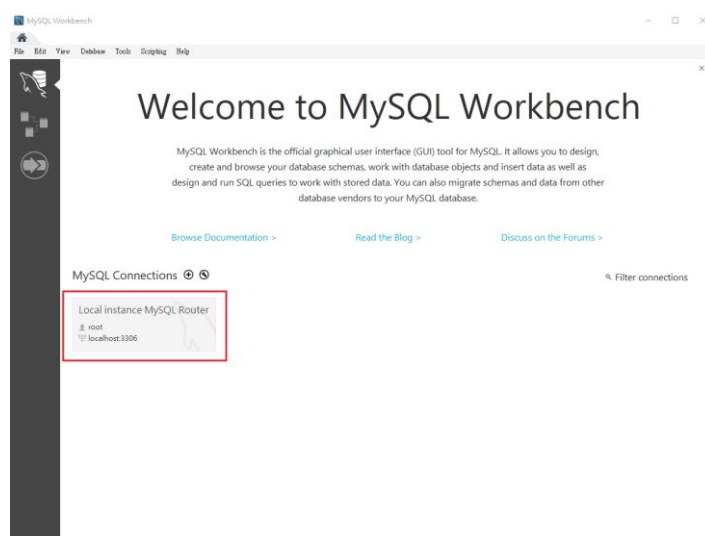 MySQL Workbench
File Edit View Database Tools Scripting Help
Welcome to MySQL Workbench
MySQL Workbench is the official graphical user interface (GUI) tool for MySQL. It allows you to design,
create and browse your database schemas, work with database objects and insert data as well as
design and run SQL queries to work with stored data. You can also migrate schemas and data from other
database vendors to your MySQL database.
Browse Documentation > Read the Blog > Discuss on the Forums >
MySQL Connections Filter connections
Local instance MySQL Router
root
localhost:3306